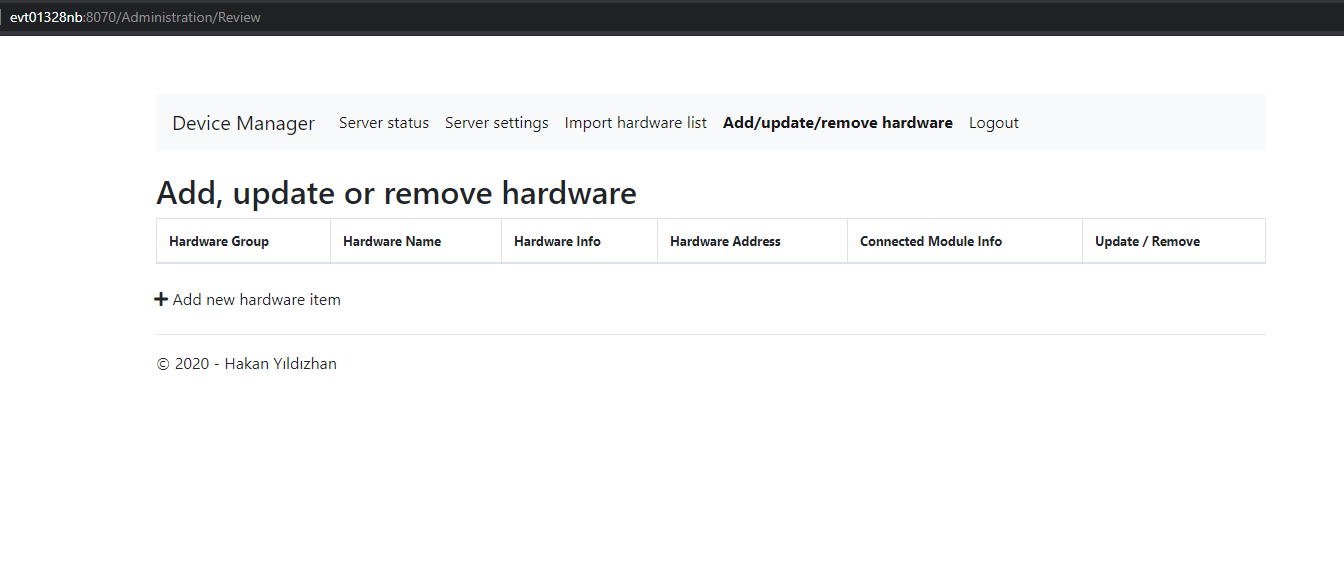 evt01328nb:8070/Administration/Review
Device Manager Server status Server settings Import hardware list Add/update/remove hardware Logout
Add, update or remove hardware
Hardware Group Hardware Name Hardware Info Hardware Address Connected Module Info Update / Remove
Add new hardware item
© 2020 - Hakan Yıldızhan